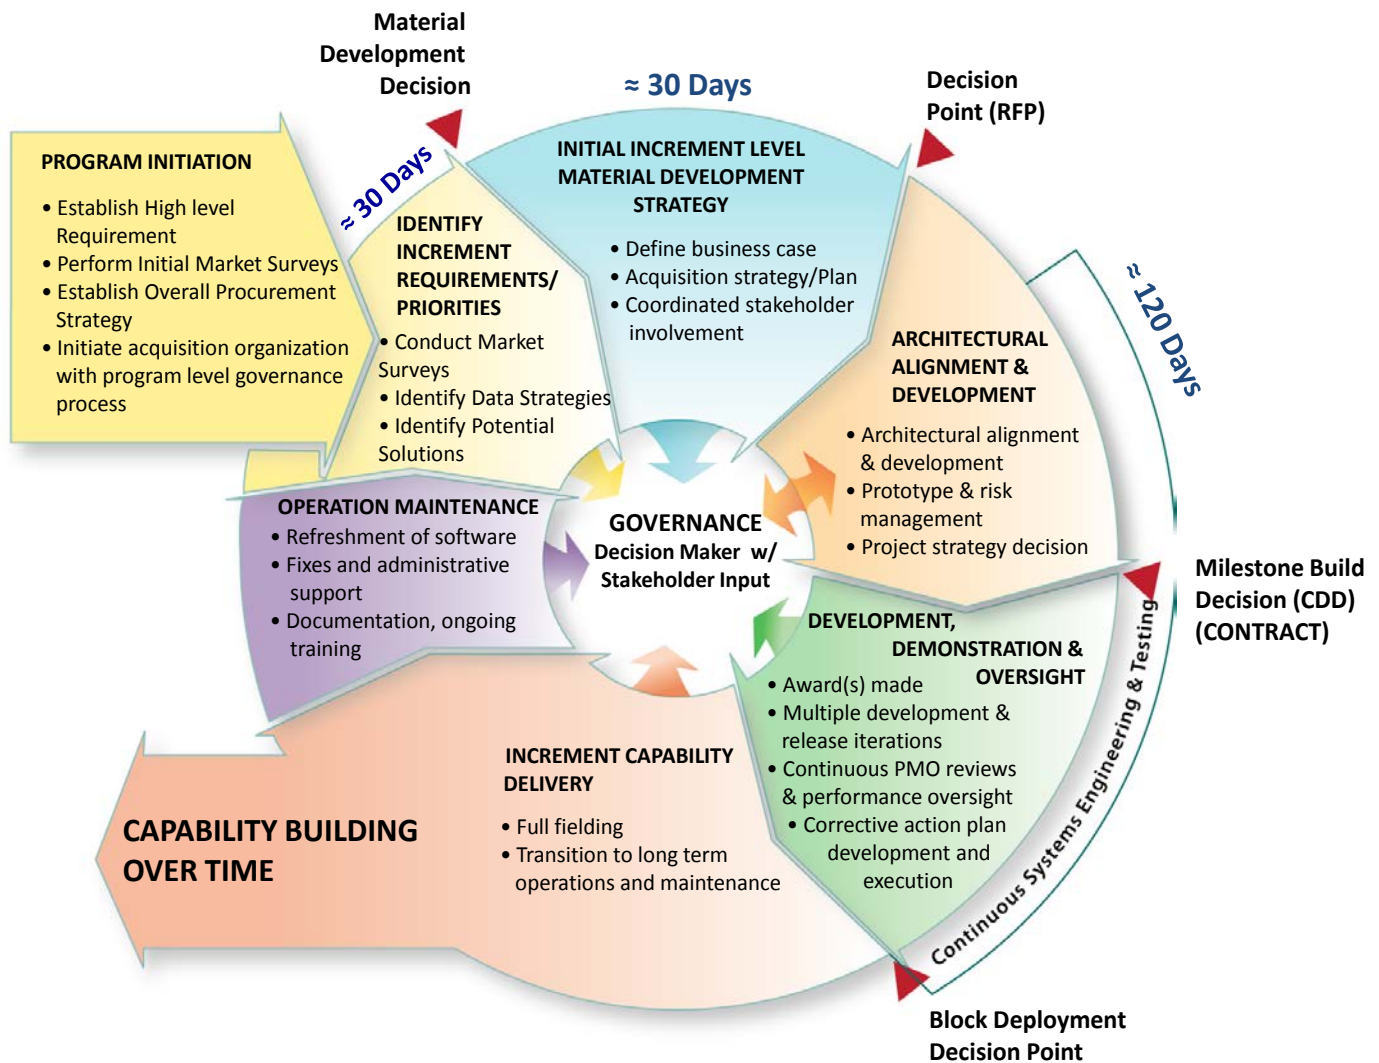 Material
Development
Decision
≈ 30 Days
Decision
Point (RFP)
PROGRAM INITIATION
• Establish High level
Requirement
• Perform Initial Market Surveys
• Establish Overall Procurement
Strategy
• Initiate acquisition organization
with program level governance
process
≈ 30 Days
IDENTIFY
INCREMENT
REQUIREMENTS/
PRIORITIES
• Conduct Market
Surveys
• Identify Data Strategies
• Identify Potential
Solutions
INITIAL INCREMENT LEVEL
MATERIAL DEVELOPMENT
STRATEGY
• Define business case
• Acquisition strategy/Plan
• Coordinated stakeholder
involvement
≈ 120 Days
ARCHITECTURAL
ALIGNMENT &
DEVELOPMENT
• Architectural alignment
& development
• Prototype & risk
management
• Project strategy decision
OPERATION MAINTENANCE
• Refreshment of software
• Fixes and administrative
support
• Documentation, ongoing
training
GOVERNANCE
Decision Maker w/
Stakeholder Input
Milestone Build
Decision (CDD)
(CONTRACT)
DEVELOPMENT,
DEMONSTRATION &
OVERSIGHT
• Award(s) made
• Multiple development &
release iterations
• Continuous PMO reviews
& performance oversight
• Corrective action plan
development and
execution
Continuous Systems Engineering & Testing
INCREMENT CAPABILITY
DELIVERY
• Full fielding
• Transition to long term
operations and maintenance
CAPABILITY BUILDING
OVER TIME
Block Deployment
Decision Point